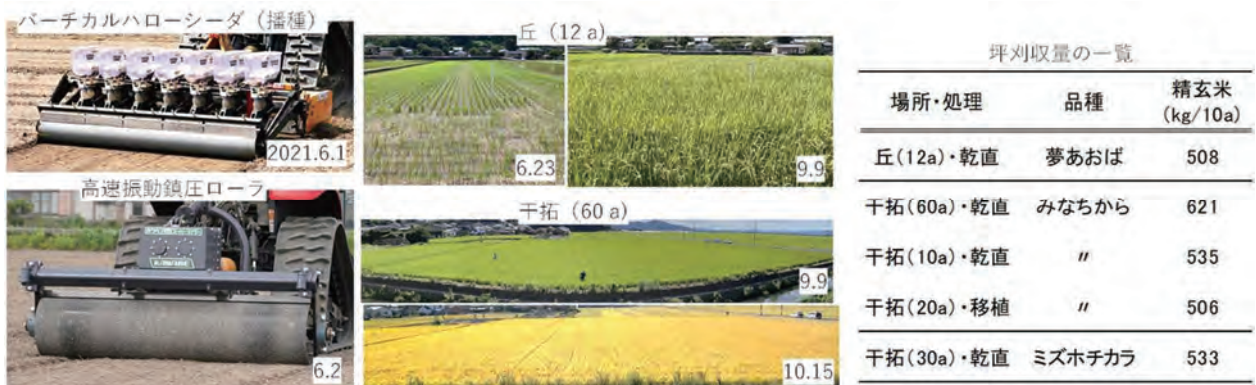 バーチカルハローシーダ（播種）
2021.6.1
高速振動鎮圧ローラ
6.2
丘（12 a）
6.23
9.9
干拓（60 a）
9.9
10.15
坪刈収量の一覧
場所・処理 品種 精玄米
(kg/10a)
丘(12a)・乾直 夢あおば 508
干拓(60a)・乾直 みなちから 621
干拓(10a)・乾直 〃 535
干拓(20a)・移植 〃 506
干拓(30a)・乾直 ミズホチカラ 533